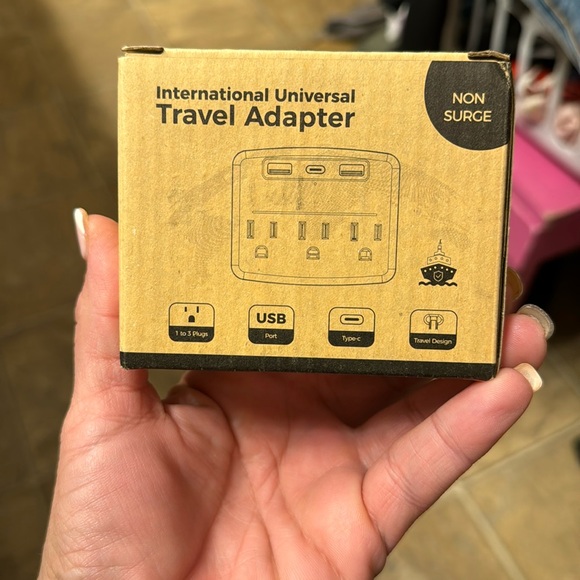 International Universal
Travel Adapter
NON
SURGE
1 to 3 Plugs
USB
Port
Type-c
Travel Design